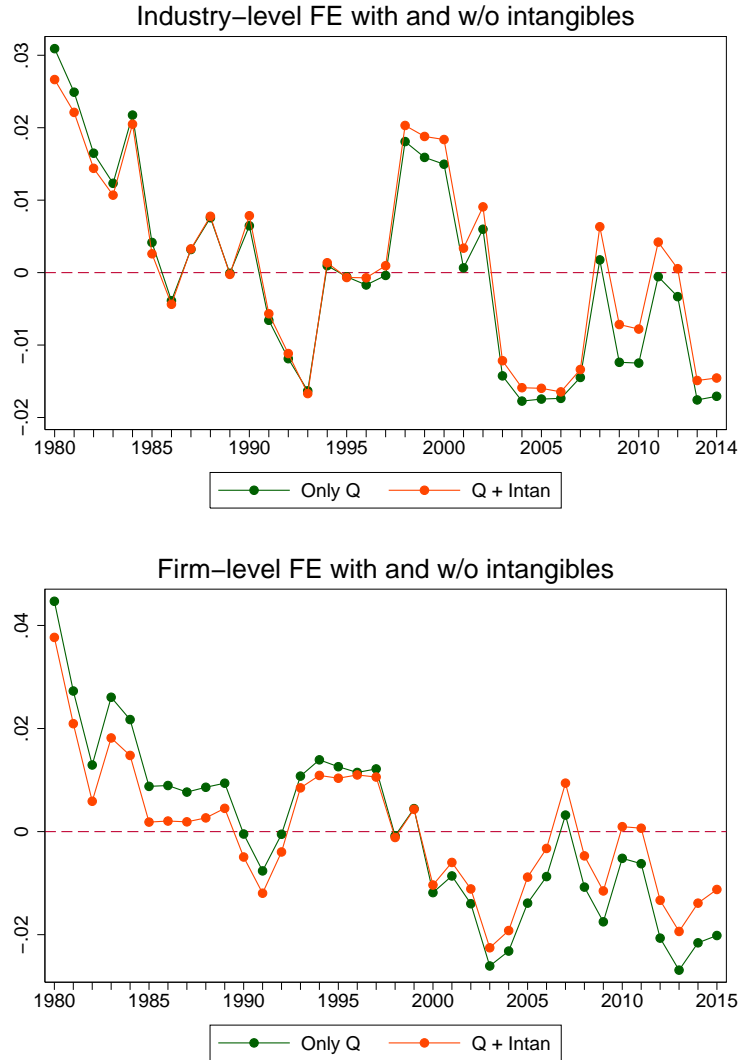 Industry−level FE with and w/o intangibles
.03
.02
.01
0
−.01
−.02
1980 1985 1990 1995 2000 2005 2010 2014
Only Q Q + Intan
Firm−level FE with and w/o intangibles
.04
.02
0
−.02
1980 1985 1990 1995 2000 2005 2010 2015
Only Q Q + Intan